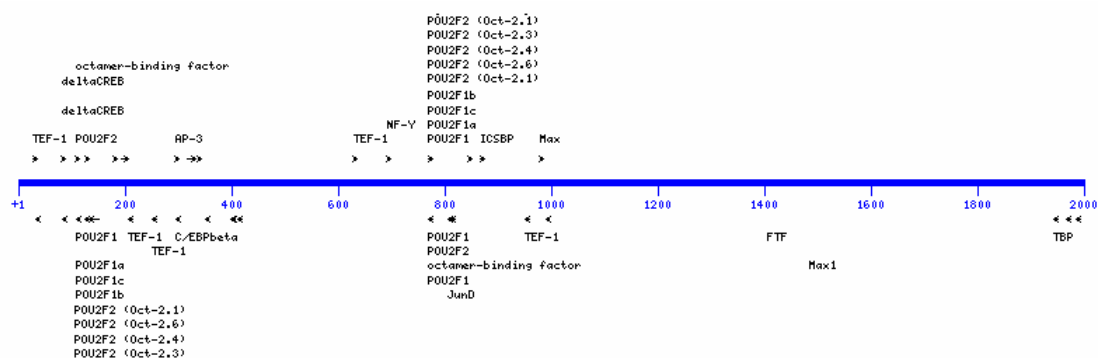 POU2F2 (Oct-2.1)
POU2F2 (Oct-2.3)
POU2F2 (Oct-2.4)
POU2F2 (Oct-2.6)
POU2F2 (Oct-2.1)
octamer-binding factor
deltaCREB
POU2F1b
deltaCREB POU2F1c
NF-Y POU2F1a
TEF-1 POU2F2 AP-3 TEF-1 POU2F1 ICSBP Max
+1 200 400 600 800 1000 1200 1400 1600 1800 2000
POU2F1 TEF-1 C/EBPbeta POU2F1 TEF-1 FTF TBP
TEF-1 POU2F2
POU2F1a octamer-binding factor Max1
POU2F1c POU2F1
POU2F1b JunD
POU2F2 (Oct-2.1)
POU2F2 (Oct-2.6)
POU2F2 (Oct-2.4)
POU2F2 (Oct-2.3)